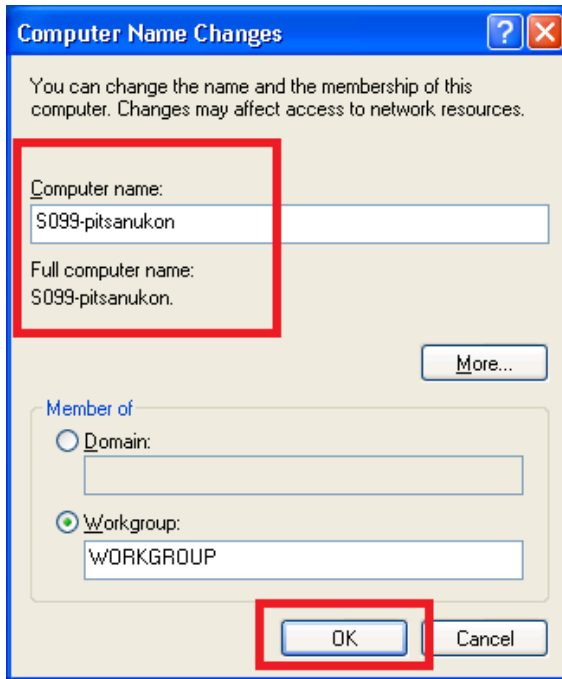 Computer Name Changes
You can change the name and the membership of this
computer. Changes may affect access to network resources.
Computer name:
S099-pitsanukon
Full computer name:
S099-pitsanukon.
More...
Member of
Domain:
Workgroup:
WORKGROUP
OK Cancel